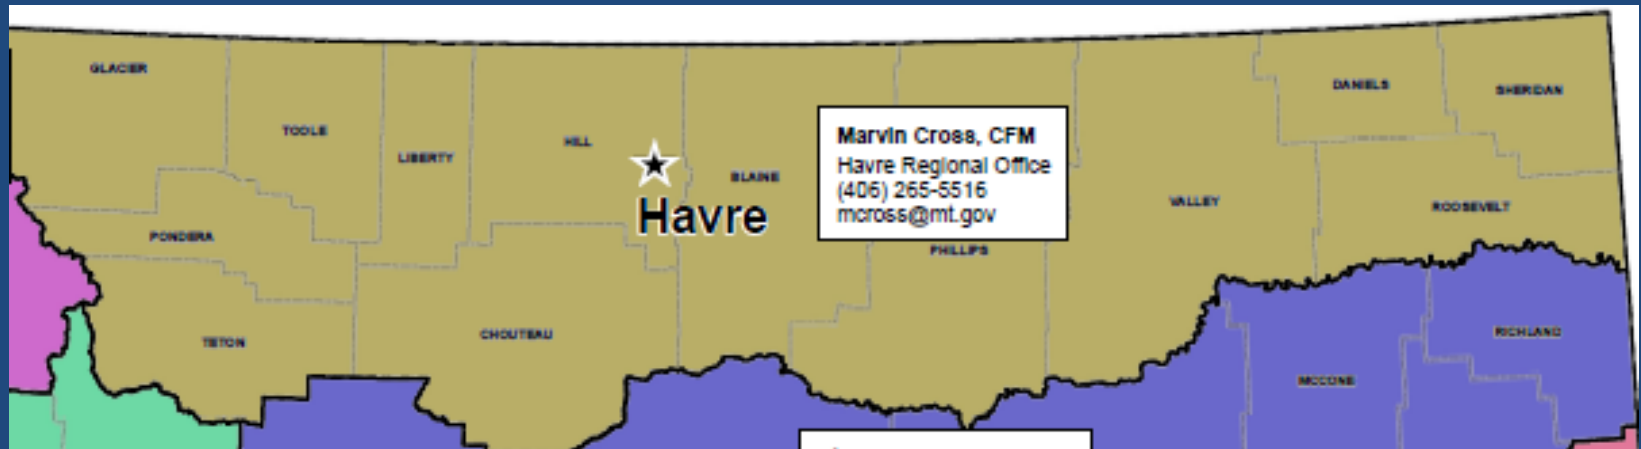 GLACIER
TOOLE
LIBERTY
HILL
BLAINE
Havre
Marvin Cross, CFM
Havre Regional Office
(406) 265-5516
mcross@mt.gov
PHILLIPS
VALLEY
DANIELS
SHERIDAN
ROOSEVELT
PONDERA
TETON
CHOUTEAU
MCCONE
RICHLAND